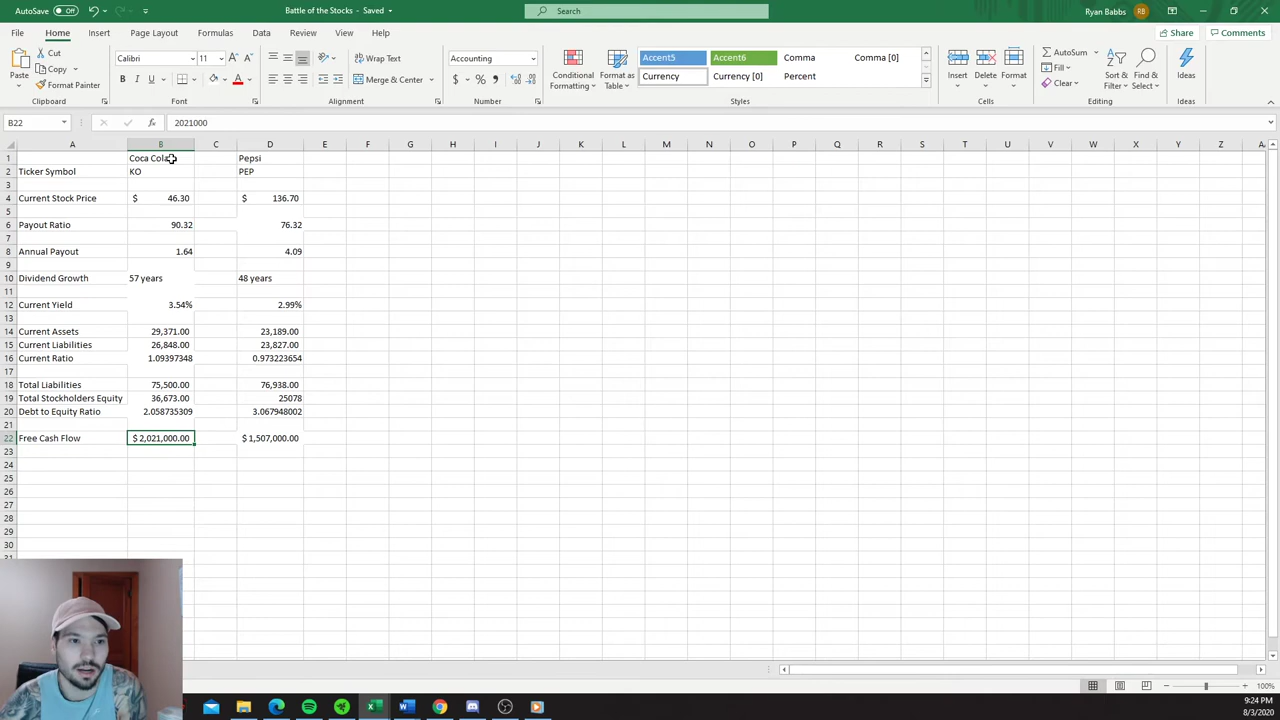 AutoSave Off Battle of the Stocks - Saved Search Ryan Babbs RB
File Home Insert Page Layout Formulas Data Review View Help Share Comments
Paste Cut Copy Format Painter
Calibri 11
B I U
Wrap Text
Merge & Center
Accounting
$ % ,
Conditional Formatting Format as Table
Accent5 Accent6 Comma Comma [0]
Currency Currency [0] Percent
Insert Delete Format
AutoSum Fill Clear
Sort & Filter Find & Select Ideas
Clipboard Font Alignment Number Styles Cells Editing Ideas
B22 fx 2021000
A B C D E F G H I J K L M N O P Q R S T U V W X Y Z
1 Coca Cola Pepsi
2 Ticker Symbol KO PEP
3
4 Current Stock Price $ 46.30 $ 136.70
5
6 Payout Ratio 90.32 76.32
7
8 Annual Payout 1.64 4.09
9
10 Dividend Growth 57 years 48 years
11
12 Current Yield 3.54% 2.99%
13
14 Current Assets 29,371.00 23,189.00
15 Current Liabilities 26,848.00 23,827.00
16 Current Ratio 1.09397348 0.973223654
17
18 Total Liabilities 75,500.00 76,938.00
19 Total Stockholders Equity 36,673.00 25078
20 Debt to Equity Ratio 2.058735309 3.067948002
21
22 Free Cash Flow $ 2,021,000.00 $ 1,507,000.00
23
24
25
26
27
28
29
30
100%
9:24 PM
8/3/2020